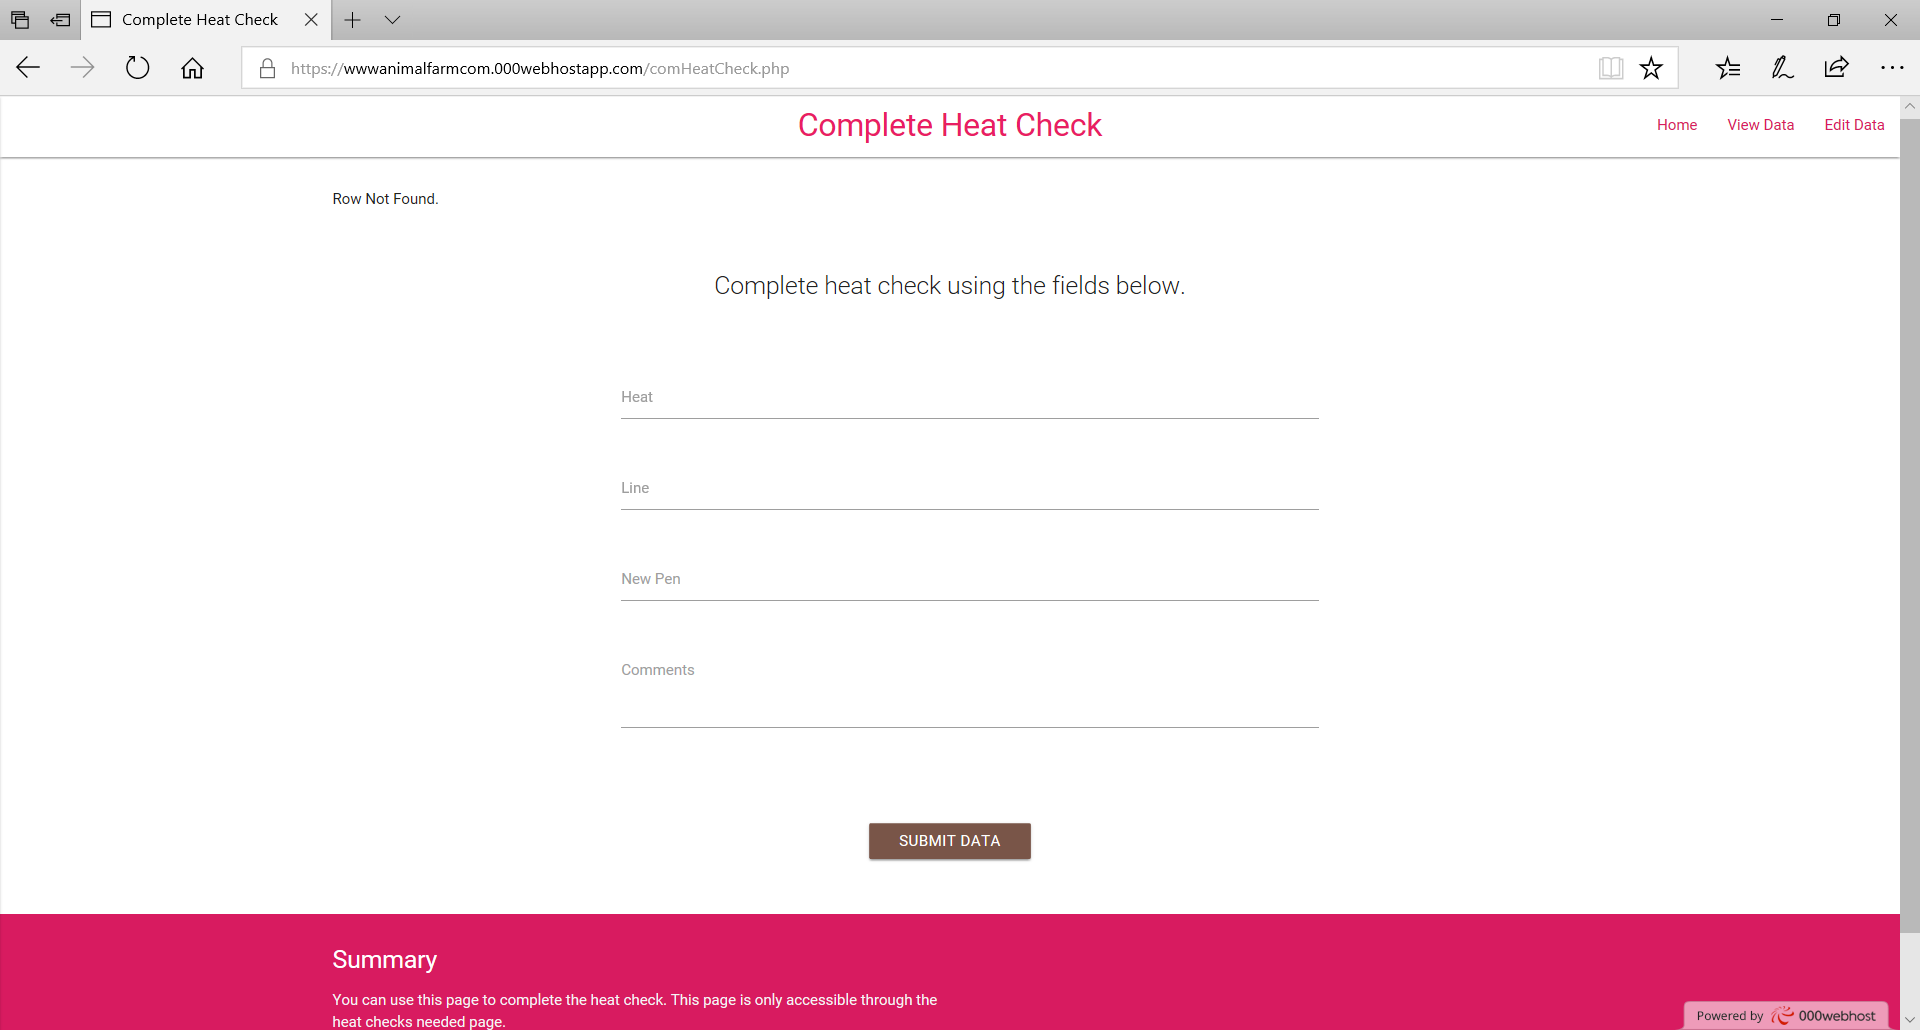 Complete Heat Check
https://wwwanimalfarmcom.000webhostapp.com/comHeatCheck.php
Complete Heat Check
Home View Data Edit Data
Row Not Found.
Complete heat check using the fields below.
Heat
Line
New Pen
Comments
SUBMIT DATA
Summary
You can use this page to complete the heat check. This page is only accessible through the
heat checks needed page.
Powered by 000webhost